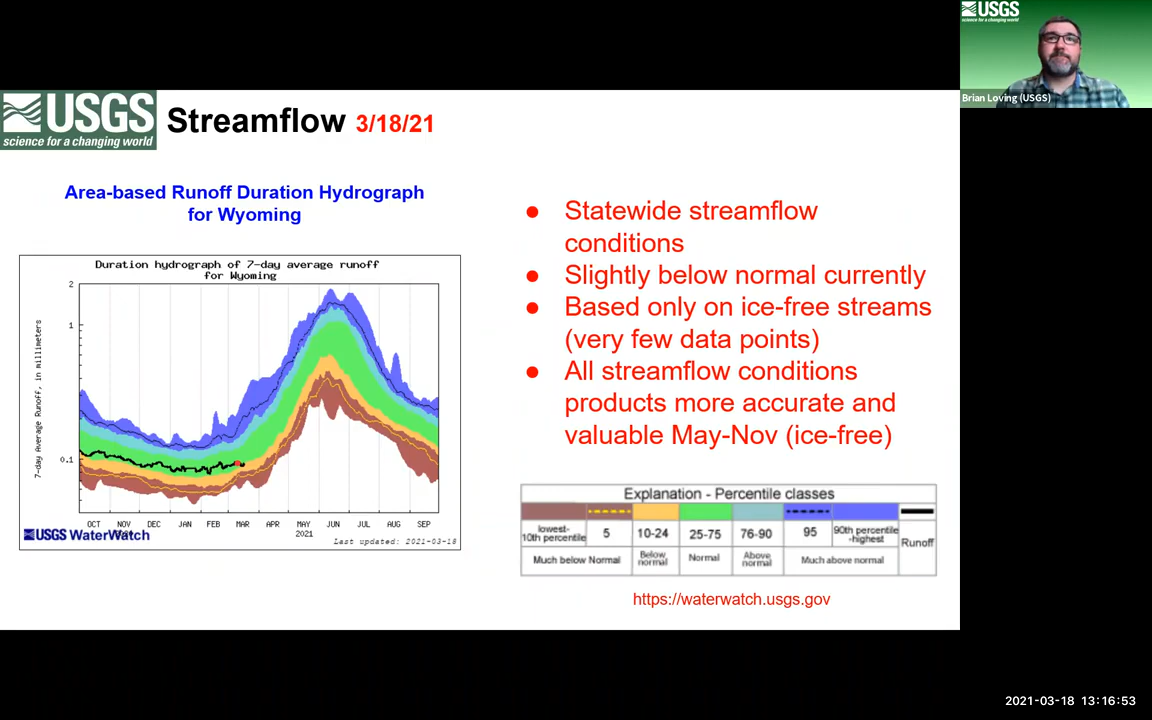 USGS
science for a changing world
Brian Loving (USGS)
USGS
science for a changing world
Streamflow 3/18/21
Area-based Runoff Duration Hydrograph
for Wyoming
Duration hydrograph of 7-day average runoff
for Wyoming
7-day Average Runoff, in millimeters
2
1
0.1
OCT NOV DEC JAN FEB MAR APR MAY JUN JUL AUG SEP
2021
USGS WaterWatch
Last updated: 2021-03-18
● Statewide streamflow
conditions
● Slightly below normal currently
● Based only on ice-free streams
(very few data points)
● All streamflow conditions
products more accurate and
valuable May-Nov (ice-free)
Explanation - Percentile classes
lowest-
10th percentile
5
10-24
25-75
76-90
95
90th percentile
-highest
Runoff
Much below Normal
Below
normal
Normal
Above
normal
Much above normal
https://waterwatch.usgs.gov
2021-03-18 13:16:53